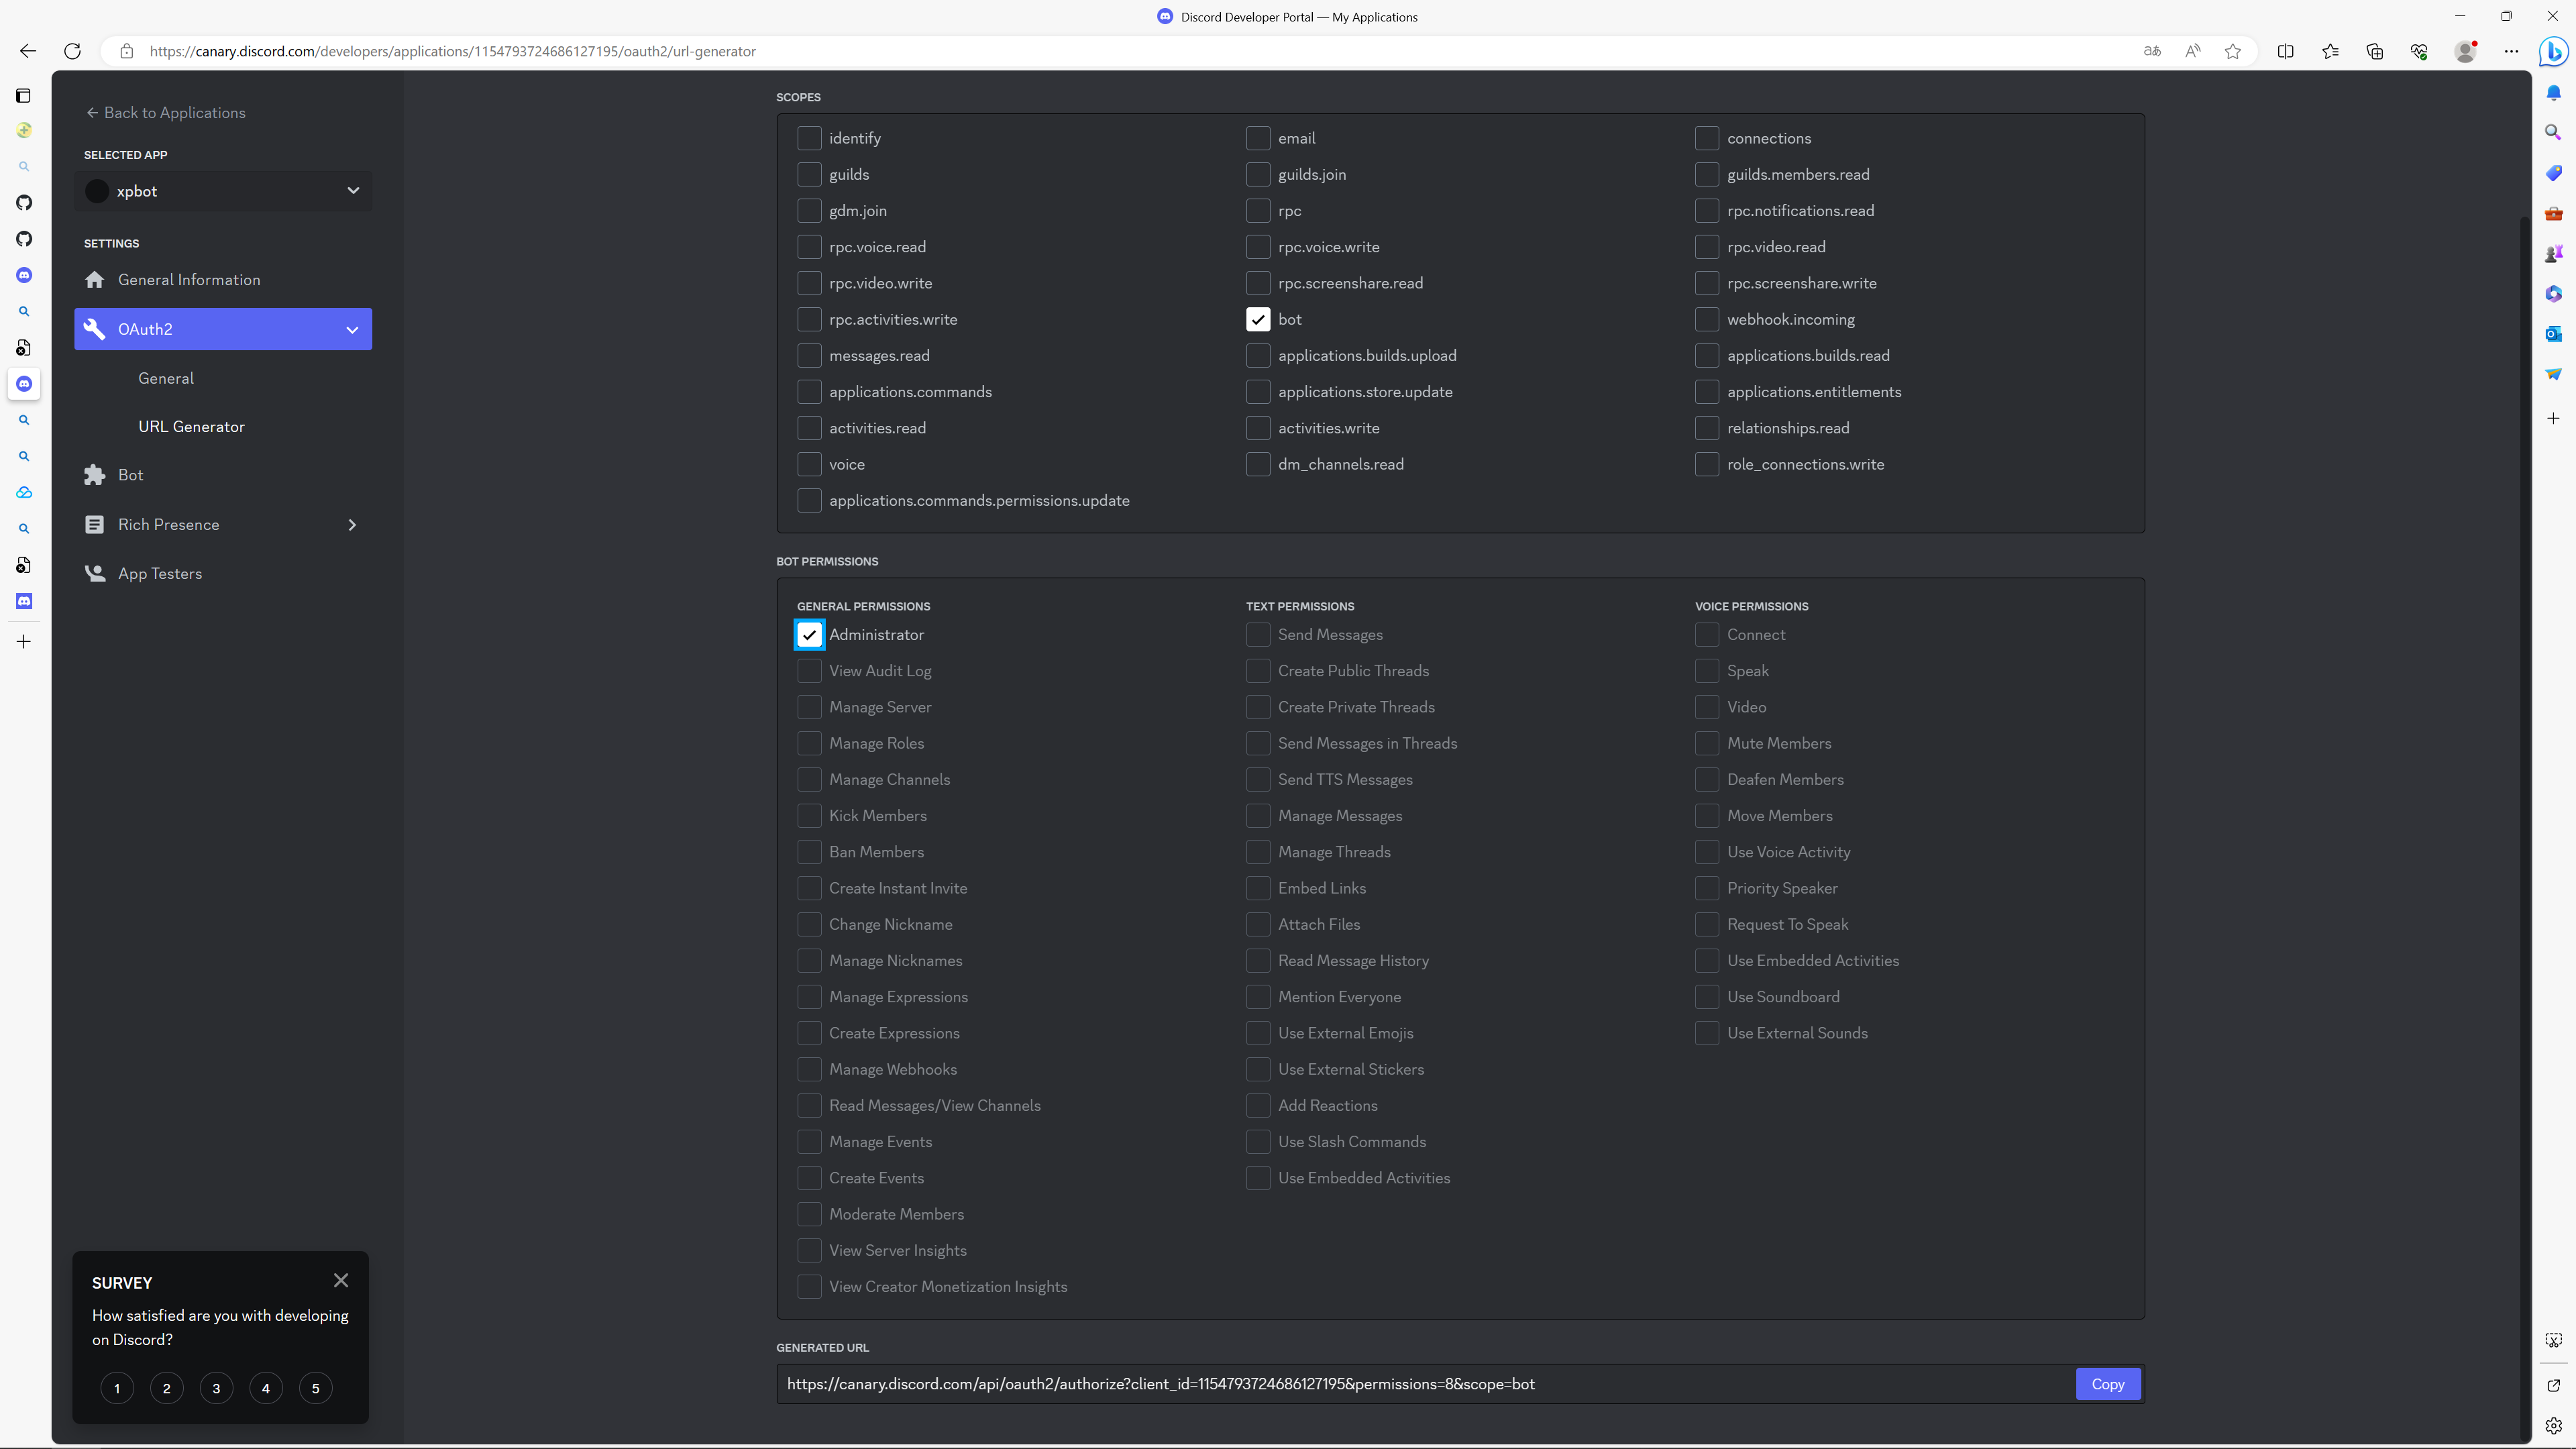 Discord Developer Portal — My Applications
https://canary.discord.com/developers/applications/1154793724686127195/oauth2/url-generator
Back to Applications
SELECTED APP
xpbot
SETTINGS
General Information
OAuth2
General
URL Generator
Bot
Rich Presence
App Testers
SURVEY
How satisfied are you with developing
on Discord?
1 2 3 4 5
SCOPES
identify email connections
guilds guilds.join guilds.members.read
gdm.join rpc rpc.notifications.read
rpc.voice.read rpc.voice.write rpc.video.read
rpc.video.write rpc.screenshare.read rpc.screenshare.write
rpc.activities.write bot webhook.incoming
messages.read applications.builds.upload applications.builds.read
applications.commands applications.store.update applications.entitlements
activities.read activities.write relationships.read
voice dm_channels.read role_connections.write
applications.commands.permissions.update
BOT PERMISSIONS
GENERAL PERMISSIONS
Administrator
View Audit Log
Manage Server
Manage Roles
Manage Channels
Kick Members
Ban Members
Create Instant Invite
Change Nickname
Manage Nicknames
Manage Expressions
Create Expressions
Manage Webhooks
Read Messages/View Channels
Manage Events
Create Events
Moderate Members
View Server Insights
View Creator Monetization Insights
TEXT PERMISSIONS
Send Messages
Create Public Threads
Create Private Threads
Send Messages in Threads
Send TTS Messages
Manage Messages
Manage Threads
Embed Links
Attach Files
Read Message History
Mention Everyone
Use External Emojis
Use External Stickers
Add Reactions
Use Slash Commands
Use Embedded Activities
VOICE PERMISSIONS
Connect
Speak
Video
Mute Members
Deafen Members
Move Members
Use Voice Activity
Priority Speaker
Request To Speak
Use Embedded Activities
Use Soundboard
Use External Sounds
GENERATED URL
https://canary.discord.com/api/oauth2/authorize?client_id=1154793724686127195&permissions=8&scope=bot
Copy